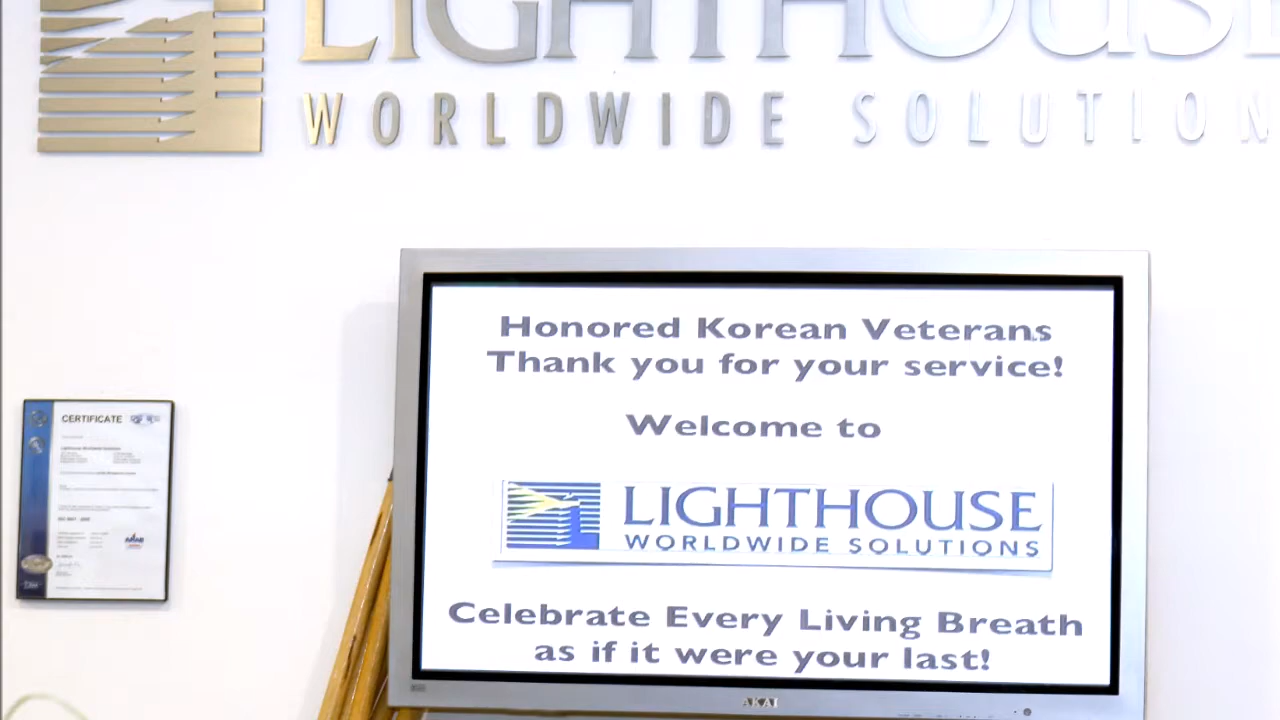 LIGHTHOUSE
WORLDWIDE SOLUTION
CERTIFICATE
Honored Korean Veterans
Thank you for your service!
Welcome to
LIGHTHOUSE
WORLDWIDE SOLUTIONS
Celebrate Every Living Breath
as if it were your last!
AKAI